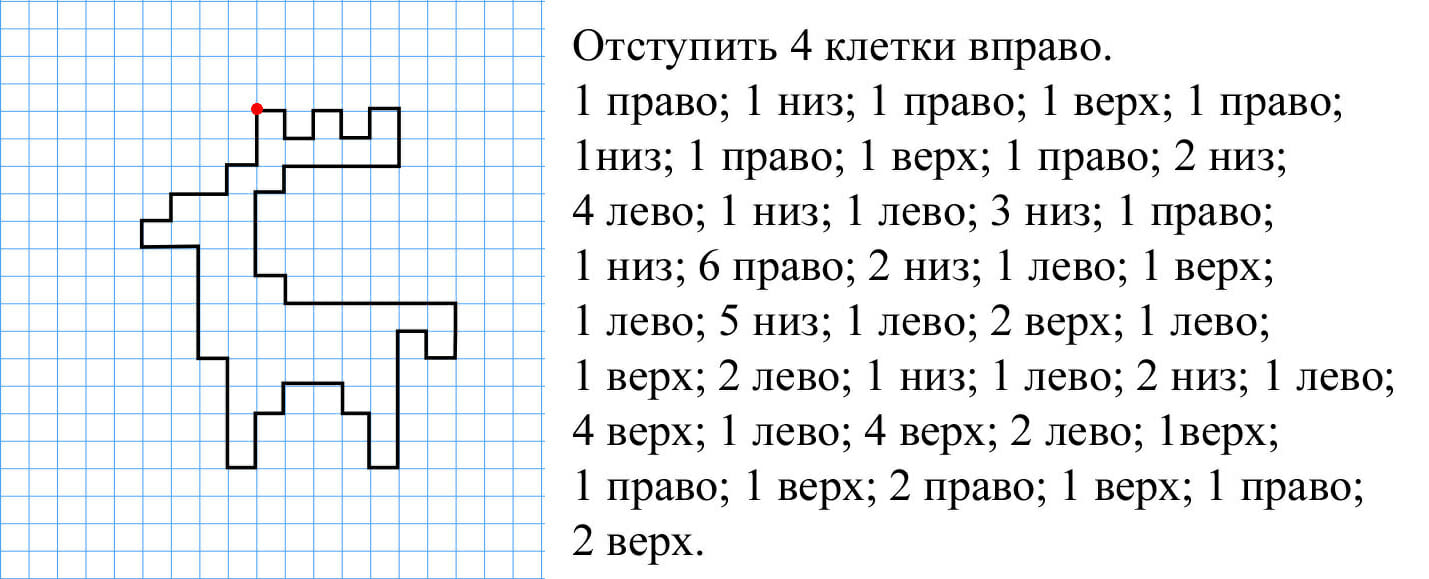 Отступить 4 клетки вправо.
1 право; 1 низ; 1 право; 1 верх; 1 право;
1низ; 1 право; 1 верх; 1 право; 2 низ;
4 лево; 1 низ; 1 лево; 3 низ; 1 право;
1 низ; 6 право; 2 низ; 1 лево; 1 верх;
1 лево; 5 низ; 1 лево; 2 верх; 1 лево;
1 верх; 2 лево; 1 низ; 1 лево; 2 низ; 1 лево;
4 верх; 1 лево; 4 верх; 2 лево; 1верх;
1 право; 1 верх; 2 право; 1 верх; 1 право;
2 верх.